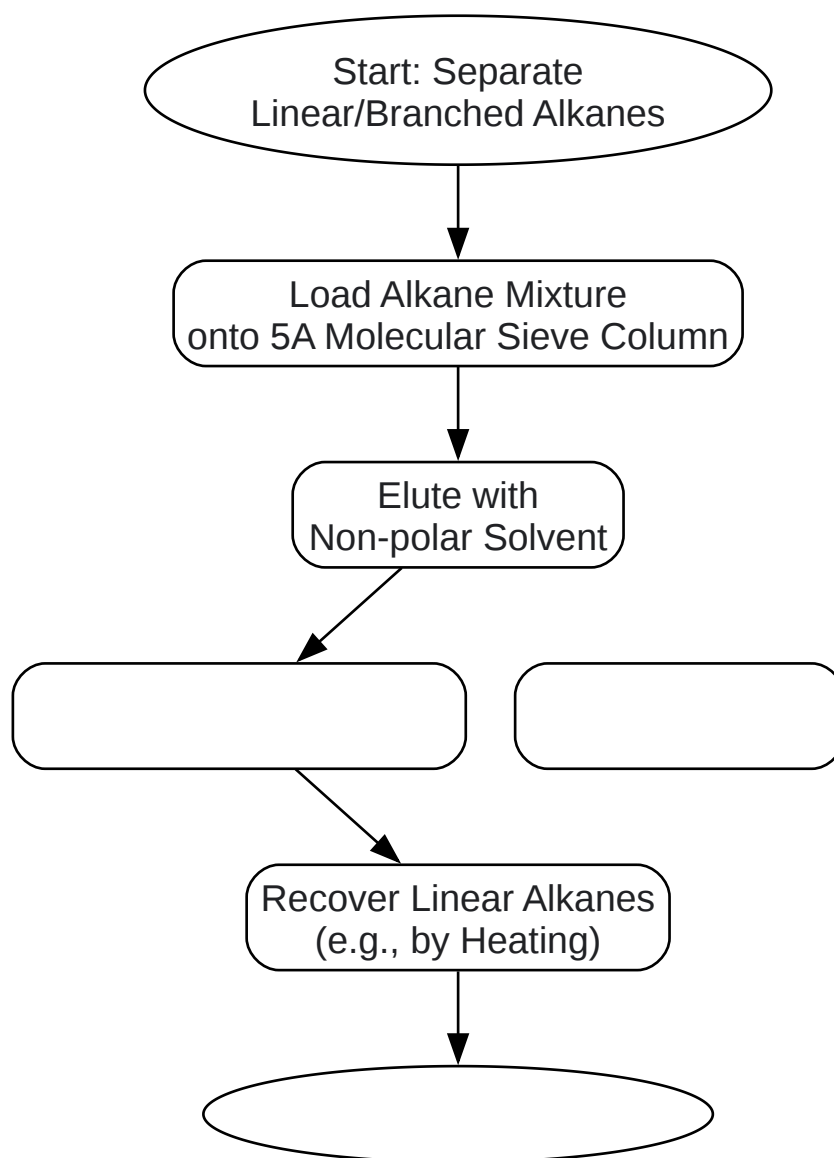 Start: Separate
Linear/Branched Alkanes
Load Alkane Mixture
onto 5A Molecular Sieve Column
Elute with
Non-polar Solvent
Recover Linear Alkanes
(e.g., by Heating)